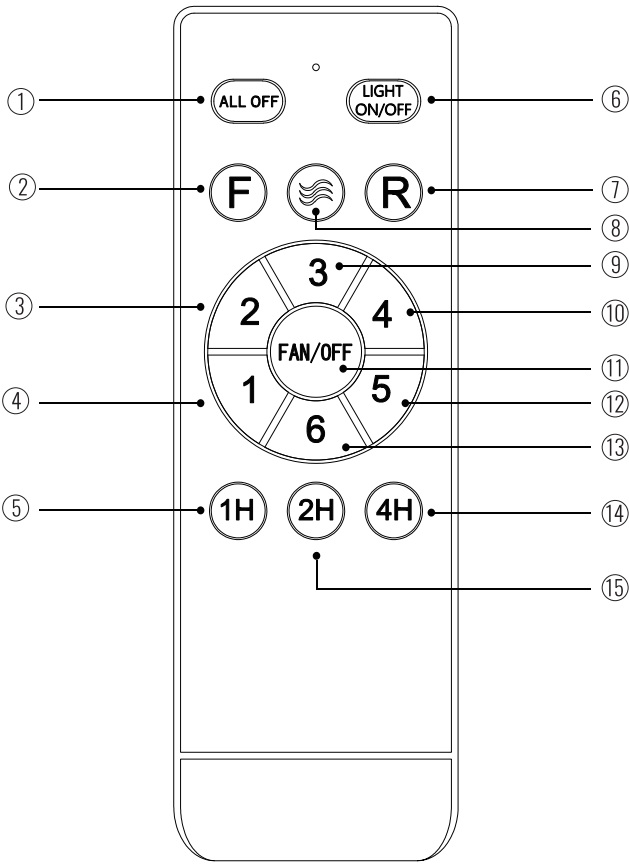 ① ALL OFF LIGHT ON/OFF ⑥
② F R ⑦
⑧
③ 2 3 ⑨
4 ⑩
FAN/OFF ⑪
④ 1 5 ⑫
6 ⑬
⑤ 1H 2H 4H ⑭
⑮